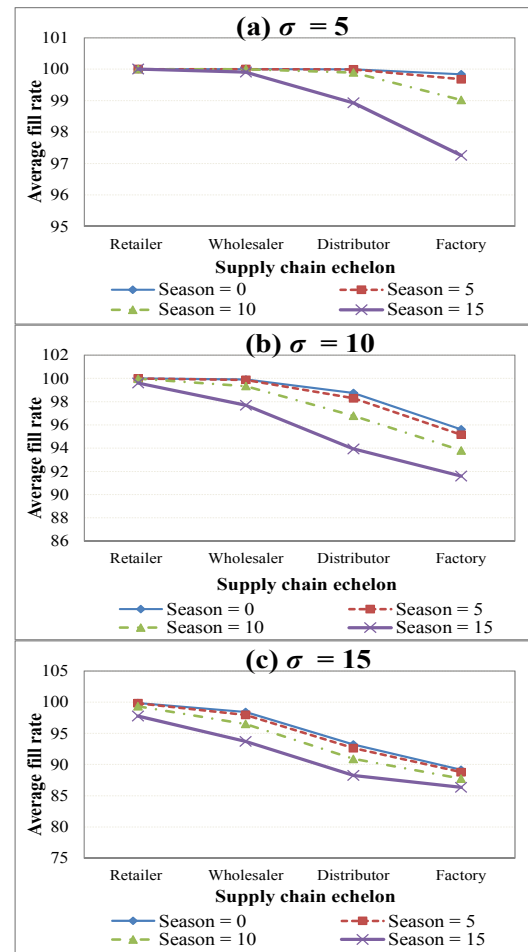 (a) σ = 5
101
100
99
98
97
96
95
Average fill rate
Retailer Wholesaler Distributor Factory
Supply chain echelon
Season = 0 Season = 5
Season = 10 Season = 15
(b) σ = 10
102
100
98
96
94
92
90
88
86
Average fill rate
Retailer Wholesaler Distributor Factory
Supply chain echelon
Season = 0 Season = 5
Season = 10 Season = 15
(c) σ = 15
105
100
95
90
85
80
75
Average fill rate
Retailer Wholesaler Distributor Factory
Supply chain echelon
Season = 0 Season = 5
Season = 10 Season = 15